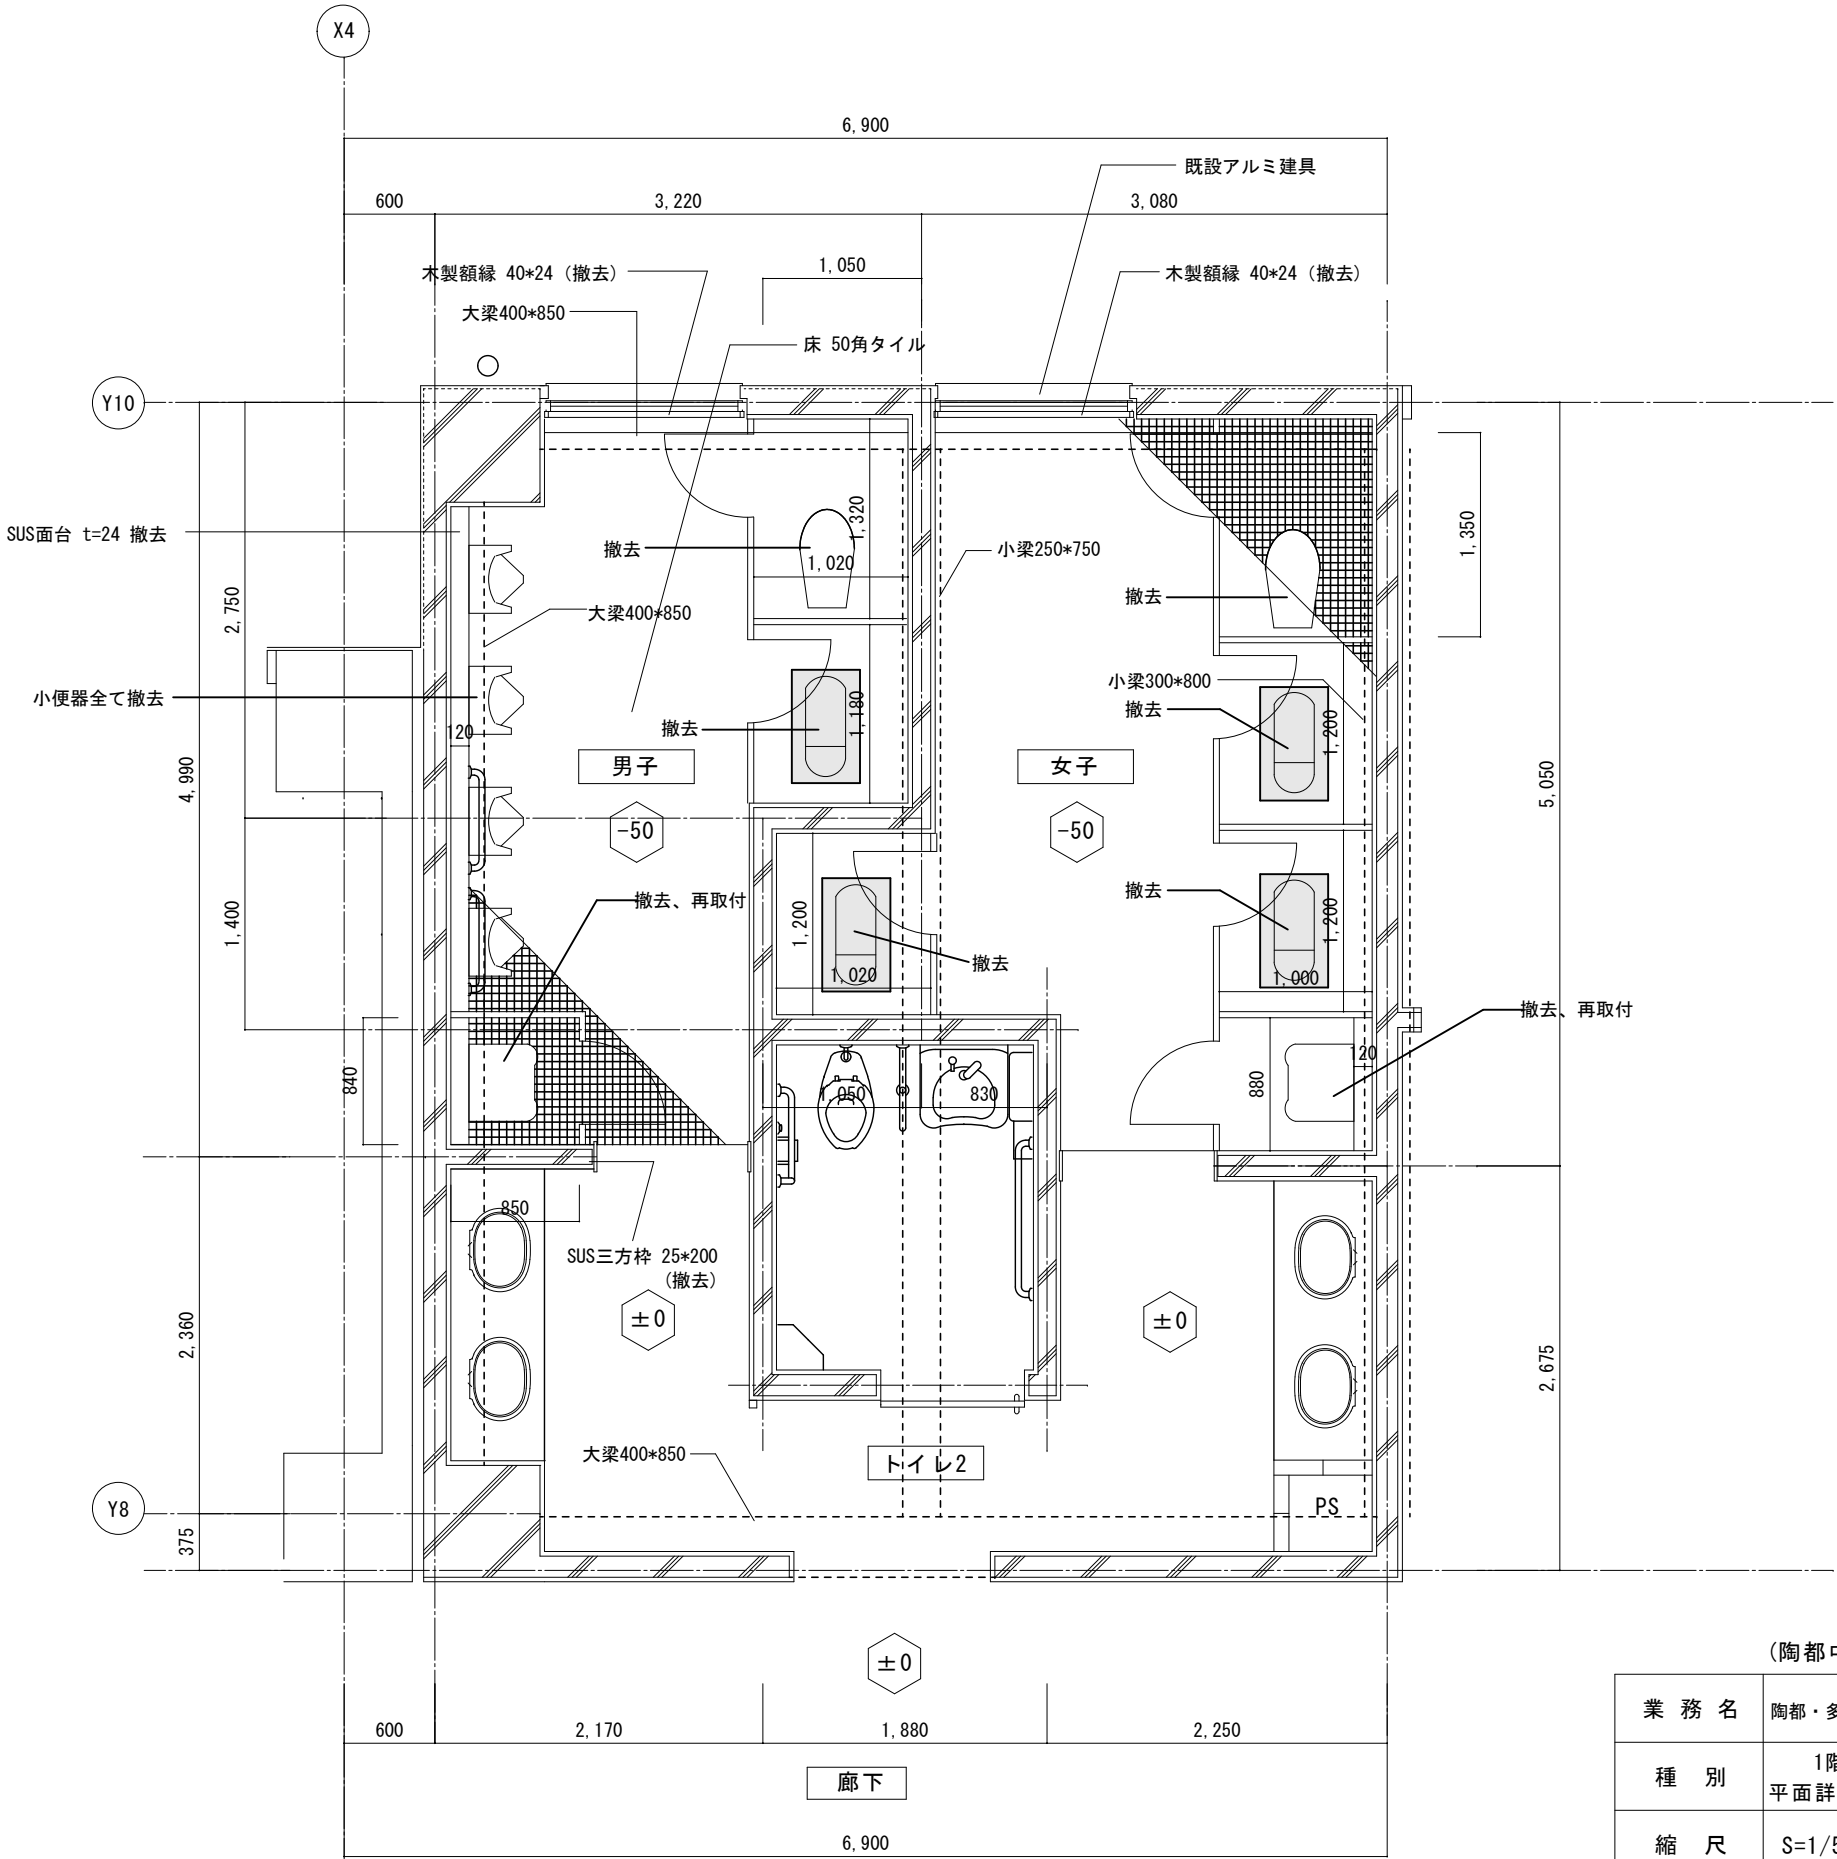 X4
6,900
既設アルミ建具
600
3,220
3,080
木製額縁 40*24 (撤去)
1,050
木製額縁 40*24 (撤去)
大梁400*850
床 50角タイル
Y10
SUS面台 t=24 撤去
撤去
1,320
1,020
小梁250*750
1,350
2,750
大梁400*850
撤去
小便器全て撤去
小梁300*800
120
撤去
1,180
撤去
1,200
男子
女子
4,990
5,050
-50
-50
1,400
撤去、再取付
1,200
撤去
1,200
撤去
1,020
1,000
撤去、再取付
840
1,050
830
880
120
850
SUS三方枠 25*200
(撤去)
±0
±0
2,360
2,675
大梁400*850
トイレ2
Y8
PS
375
±0
(陶都
600
2,170
1,880
2,250
業務名
陶都・多
廊下
種別
1階
平面詳
6,900
縮尺
S=1/5